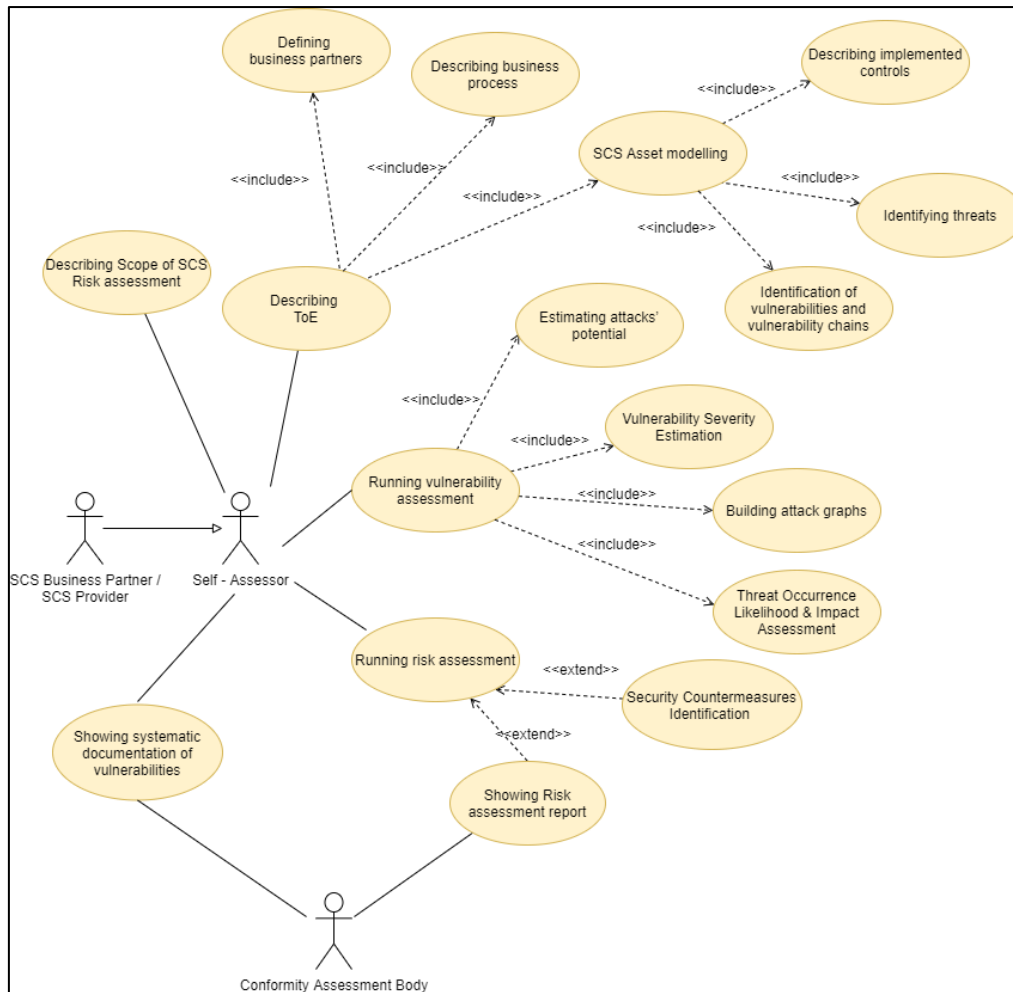 Defining
business partners
Describing business
process
Describing implemented
controls
<<include>>
SCS Asset modelling
<<include>>
<<include>>
<<include>>
Identifying threats
<<include>>
<<include>>
Describing Scope of SCS
Risk assessment
Describing
ToE
Identification of
vulnerabilities and
vulnerability chains
Estimating attacks'
potential
<<include>>
Vulnerability Severity
Estimation
<<include>>
Running vulnerability
assessment
<<include>>
Building attack graphs
<<include>>
SCS Business Partner /
SCS Provider
Self - Assessor
Threat Occurrence
Likelihood & Impact
Assessment
Running risk assessment
<<extend>>
Security Countermeasures
Identification
<<extend>>
Showing systematic
documentation of
vulnerabilities
Showing Risk
assessment report
Conformity Assessment Body